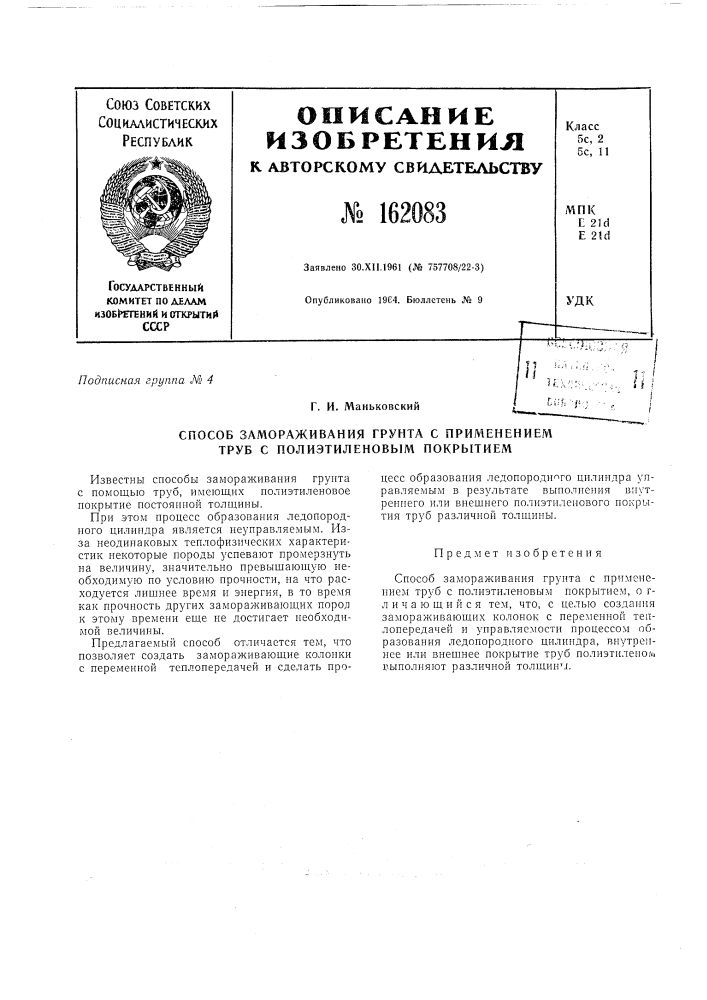 Союз Советских
Социалистических
Республик
Государственный
комитет по делам
изобретений и открытий
СССР
ОПИСАНИЕ
ИЗОБРЕТЕНИЯ
К АВТОРСКОМУ СВИДЕТЕЛЬСТВУ
№ 162083
Заявлено 30.XII.1961 (№ 757708/22-3)
Опубликовано 1964. Бюллетень № 9
Класс
5c, 2
5c, 11
МПК
E 21d
E 21d
УДК
Подписная группа № 4
Г. И. Маньковский
СПОСОБ ЗАМОРАЖИВАНИЯ ГРУНТА С ПРИМЕНЕНИЕМ
ТРУБ С ПОЛИЭТИЛЕНОВЫМ ПОКРЫТИЕМ
Известны способы замораживания грунта
с помощью труб, имеющих полиэтиленовое
покрытие постоянной толщины.
При этом процесс образования ледопород-
ного цилиндра является неуправляемым. Из-
за неодинаковых теплофизических характери-
стик некоторые породы успевают промерзнуть
на величину, значительно превышающую не-
обходимую по условию прочности, на что рас-
ходуется лишнее время и энергия, в то время
как прочность других замораживающих пород
к этому времени еще не достигает необходи-
мой величины.
Предлагаемый способ отличается тем, что
позволяет создать замораживающие колонки
с переменной теплопередачей и сделать про-
цесс образования ледопородного цилиндра уп-
равляемым в результате выполнения внут-
реннего или внешнего полиэтиленового покры-
тия труб различной толщины.
Предмет изобретения
Способ замораживания грунта с примене-
нием труб с полиэтиленовым покрытием, от-
личающийся тем, что, с целью создания
замораживающих колонок с переменной теп-
лопередачей и управляемости процессом об-
разования ледопородного цилиндра, внутрен-
нее или внешнее покрытие труб полиэтиленом
выполняют различной толщины.